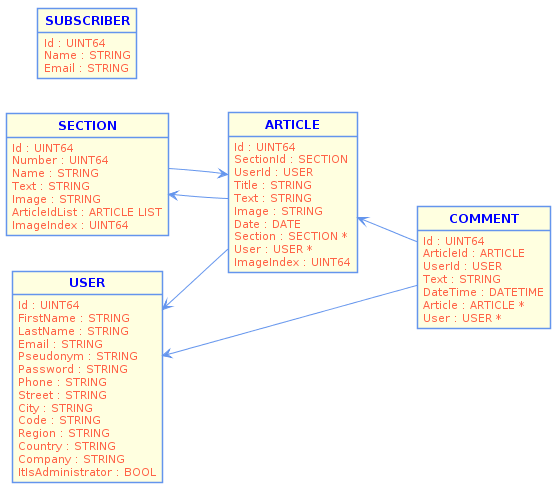 SUBSCRIBER
Id : UINT64
Name : STRING
Email : STRING
SECTION
Id : UINT64
Number : UINT64
Name : STRING
Text : STRING
Image : STRING
ArticleIdList : ARTICLE LIST
ImageIndex : UINT64
ARTICLE
Id : UINT64
SectionId : SECTION
UserId : USER
Title : STRING
Text : STRING
Image : STRING
Date : DATE
Section : SECTION *
User : USER *
ImageIndex : UINT64
COMMENT
Id : UINT64
ArticleId : ARTICLE
UserId : USER
Text : STRING
DateTime : DATETIME
Article : ARTICLE *
User : USER *
USER
Id : UINT64
FirstName : STRING
LastName : STRING
Email : STRING
Pseudonym : STRING
Password : STRING
Phone : STRING
Street : STRING
City : STRING
Code : STRING
Region : STRING
Country : STRING
Company : STRING
ItIsAdministrator : BOOL